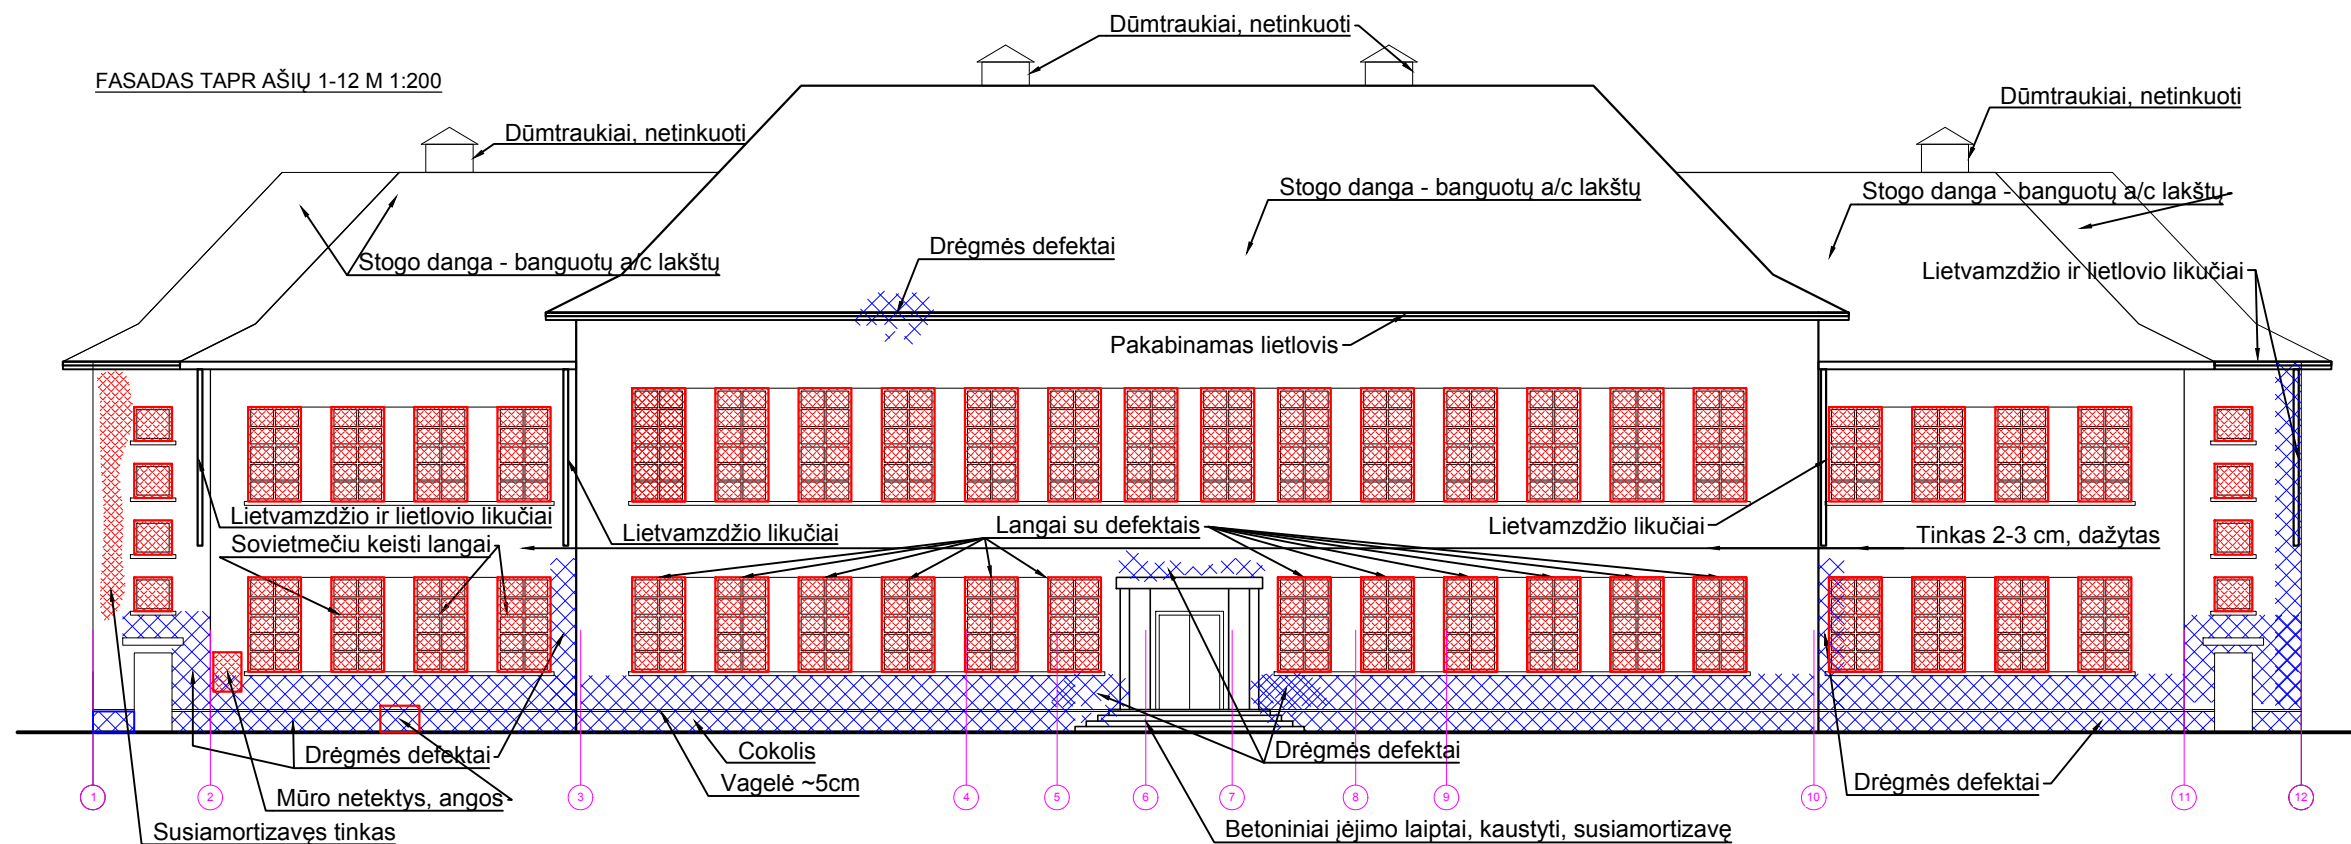 Dūmtraukiai, netinkuoti
FASADAS TAPR AŠIŲ 1-12 M 1:200
Dūmtraukiai, netinkuoti
Dūmtraukiai, netinkuoti
Stogo danga - banguotų a/c lakštų
Stogo danga - banguotų a/c lakštų
Drėgmės defektai
Stogo danga - banguotų a/c lakštų
Lietvamzdžio ir lietlovio likučiai
Pakabinamas lietlovis
Lietvamzdžio ir lietlovio likučiai
Lietvamzdžio likučiai
Langai su defektais
Lietvamzdžio likučiai
Tinkas 2-3 cm, dažytas
Sovietmečiu keisti langai
Drėgmės defektai
Cokolis
Drėgmės defektai
Vagelė ~5cm
Drėgmės defektai
Mūro netektys, angos
1 2 3 4 5 6 7 8 9 10 11 12
Susiamortizavęs tinkas
Betoniniai įėjimo laiptai, kaustyti, susiamortizavę